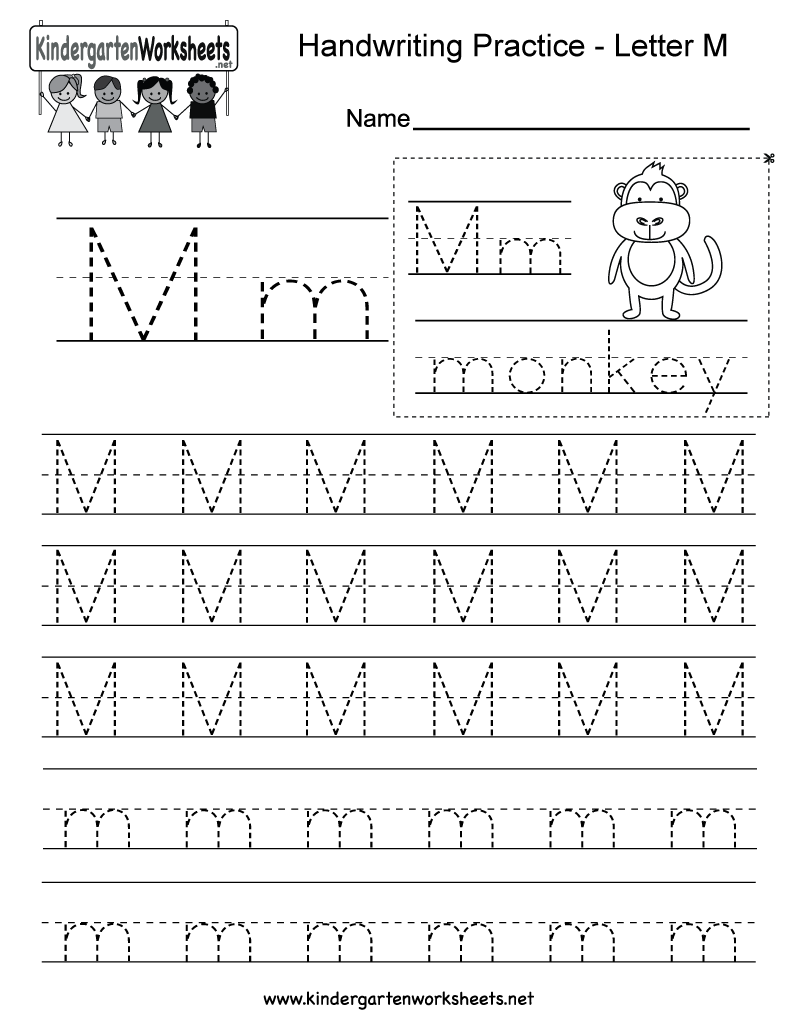 KindergartenWorksheets
.net
Handwriting Practice - Letter M
Name
M m
M m
monkey
M M M M M M
M M M M M M
M M M M M M
m m m m m m
m m m m m m
www.kindergartenworksheets.net